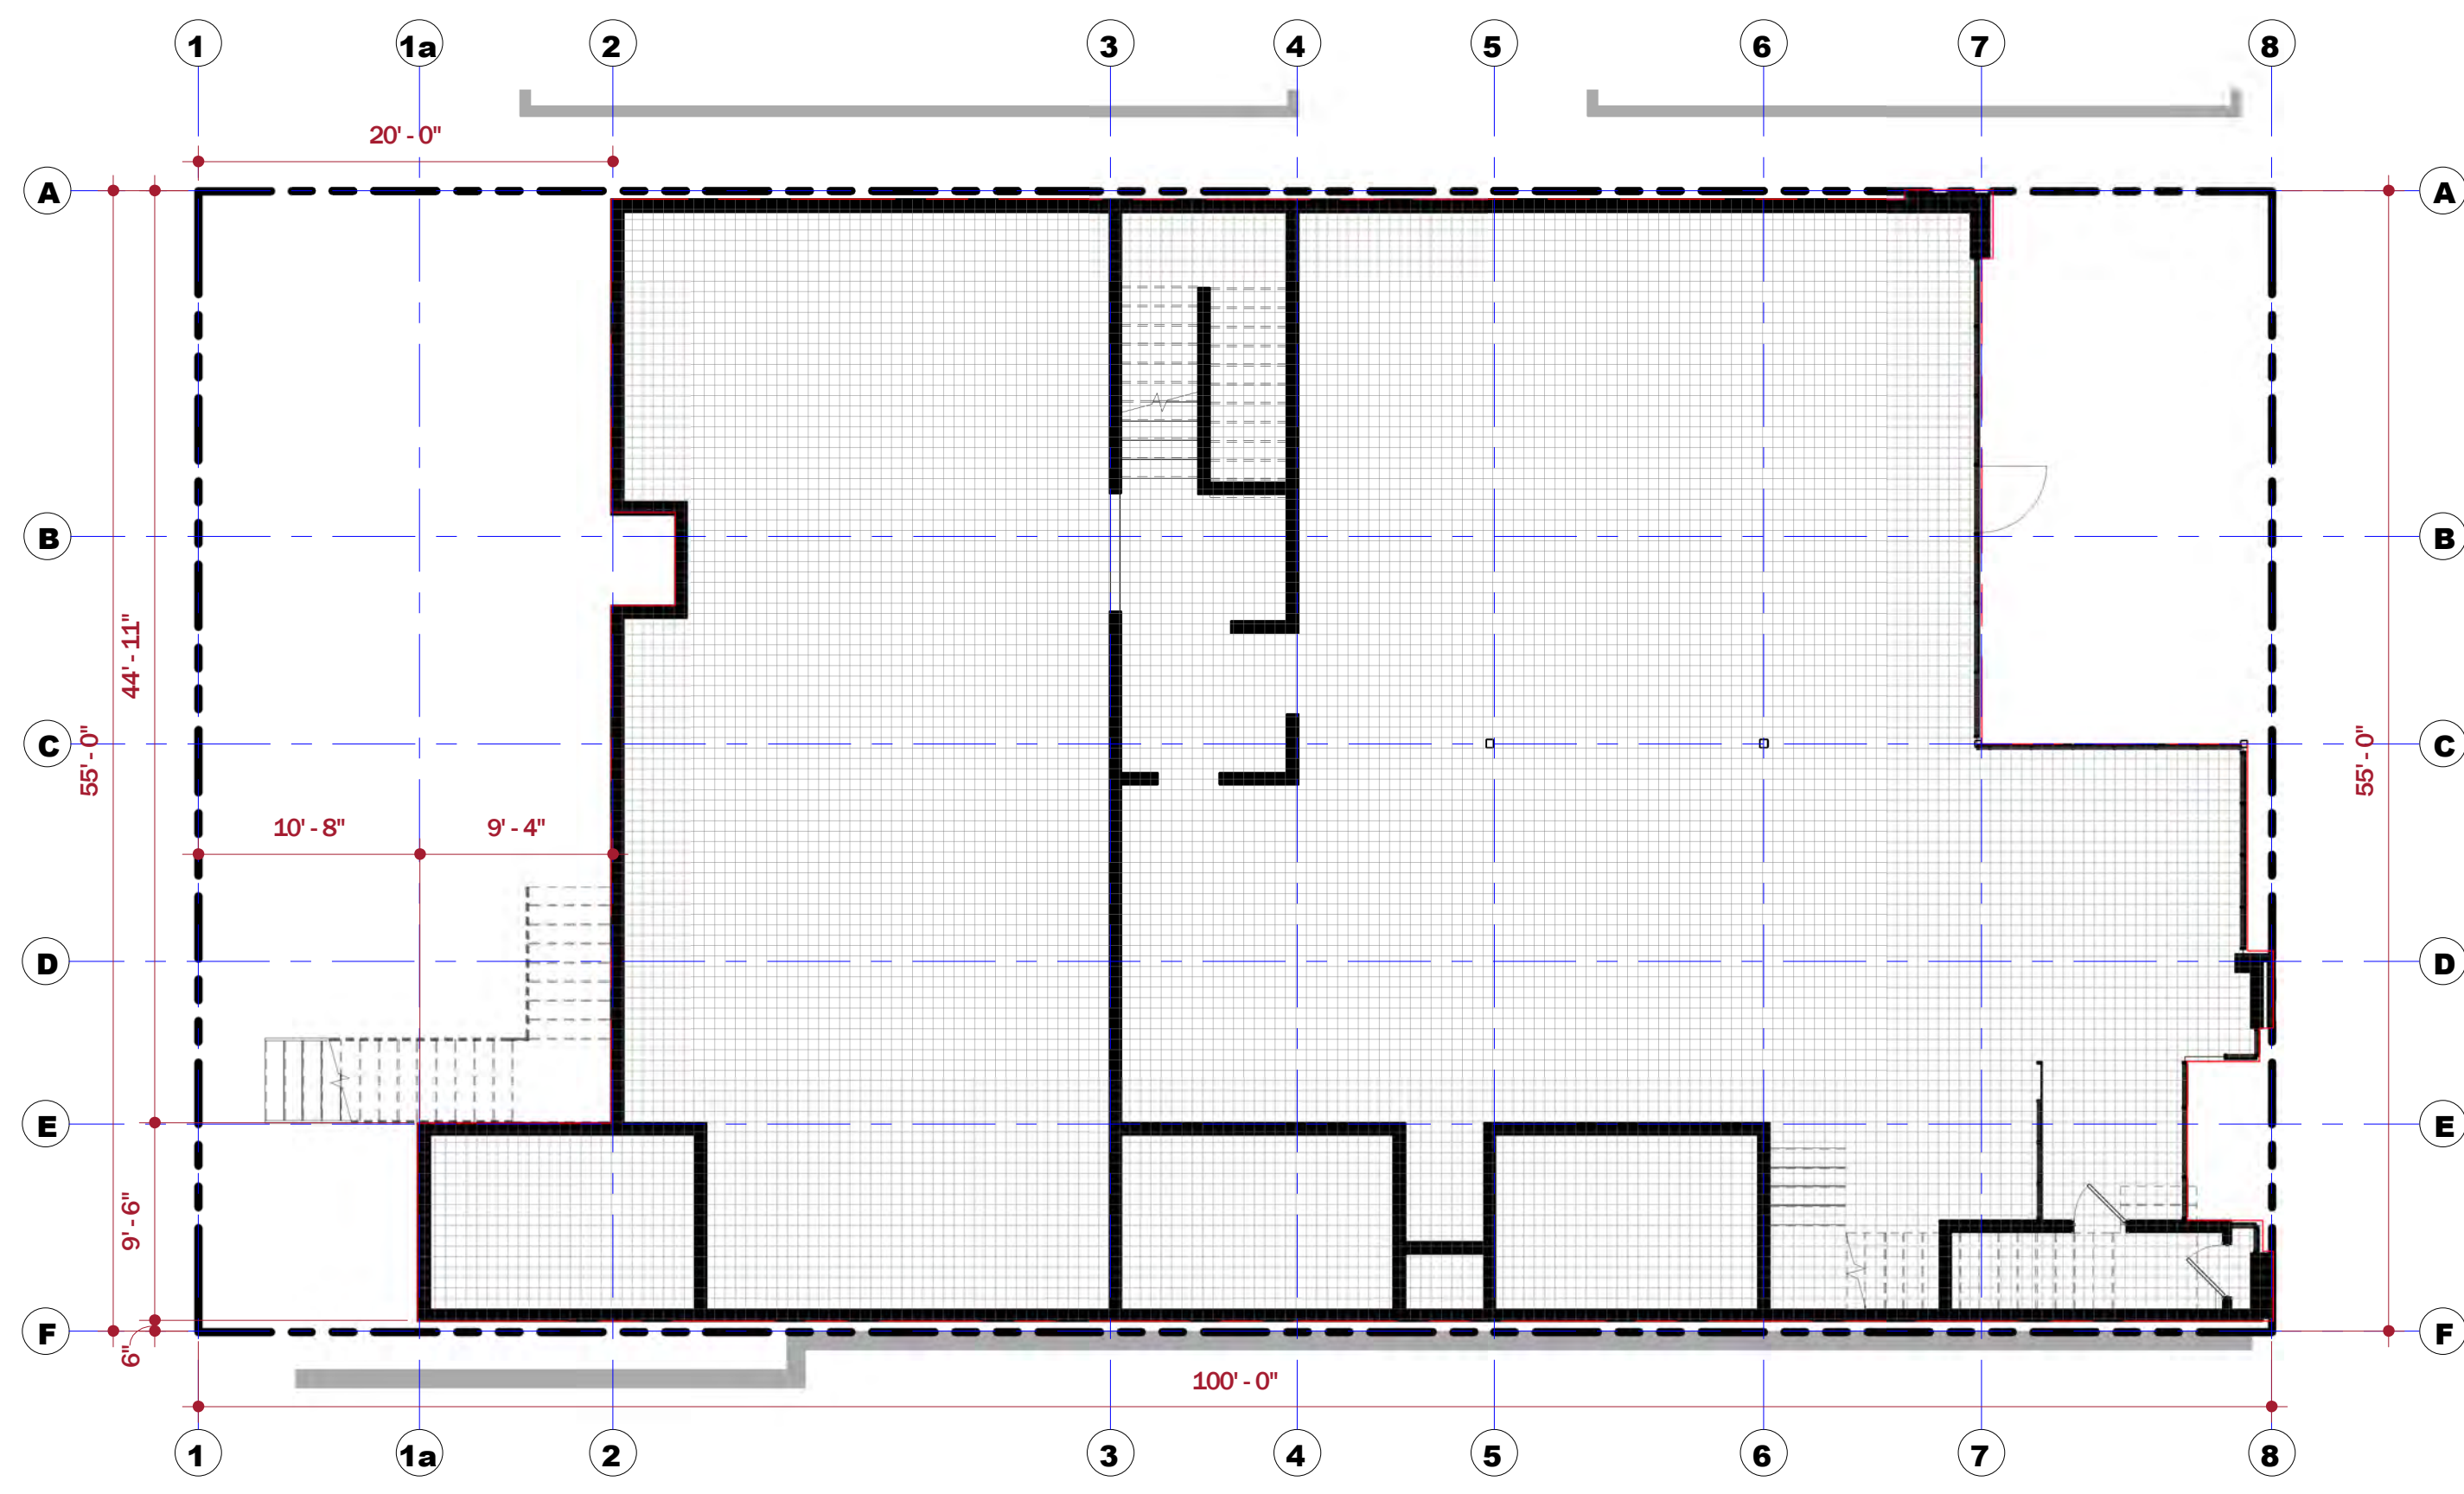 1 1a 2 3 4 5 6 7 8
20' - 0"
A A
B B
44' - 11"
C C
55' - 0" 55' - 0"
10' - 8" 9' - 4"
D D
E E
9' - 6"
F F
6"
100' - 0"
1 1a 2 3 4 5 6 7 8